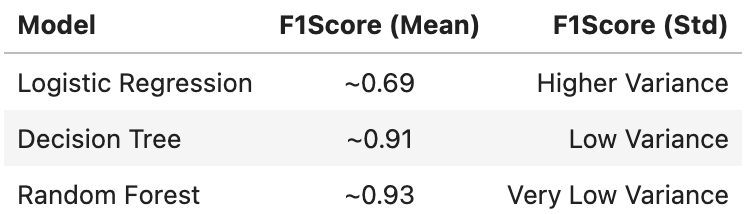 Model F1Score (Mean) F1Score (Std)
Logistic Regression ~0.69 Higher Variance
Decision Tree ~0.91 Low Variance
Random Forest ~0.93 Very Low Variance